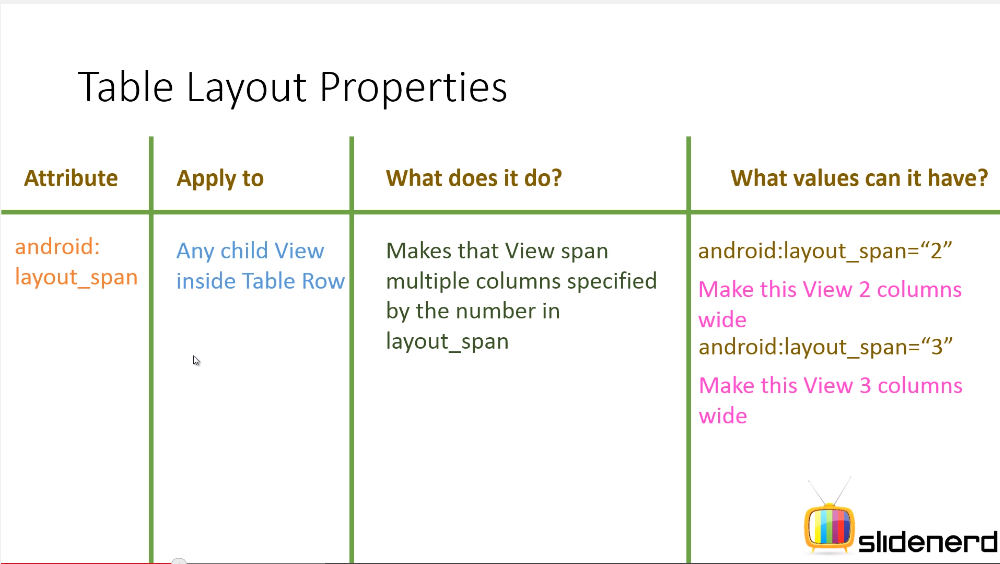 Table Layout Properties
Attribute
Apply to
What does it do?
What values can it have?
android:
layout_span
Any child View
inside Table Row
Makes that View span
multiple columns specified
by the number in
layout_span
android:layout_span=“2”
Make this View 2 columns
wide
android:layout_span=“3”
Make this View 3 columns
wide
slidenerd